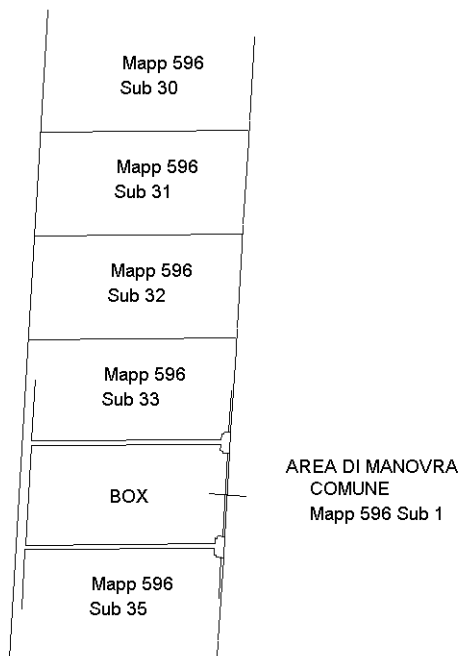 Mapp 596
Sub 30
Mapp 596
Sub 31
Mapp 596
Sub 32
Mapp 596
Sub 33
BOX
AREA DI MANOVRA
COMUNE
Mapp 596 Sub 1
Mapp 596
Sub 35